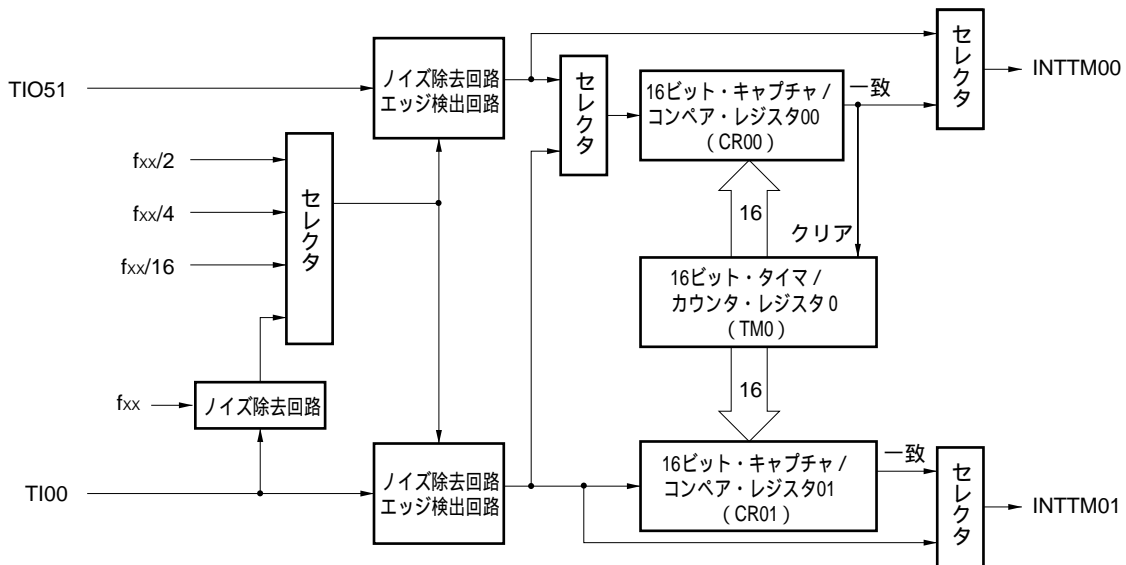 TIO51
ノイズ除去回路
エッジ検出回路
セレクタ
16ビット・キャプチャ/
コンペア・レジスタ00
(CR00)
一致
セレクタ
INTTM00
fxx/2
fxx/4
fxx/16
セレクタ
16
クリア
16ビット・タイマ/
カウンタ・レジスタ0
(TM0)
16
fxx
ノイズ除去回路
TI00
ノイズ除去回路
エッジ検出回路
16ビット・キャプチャ/
コンペア・レジスタ01
(CR01)
一致
セレクタ
INTTM01